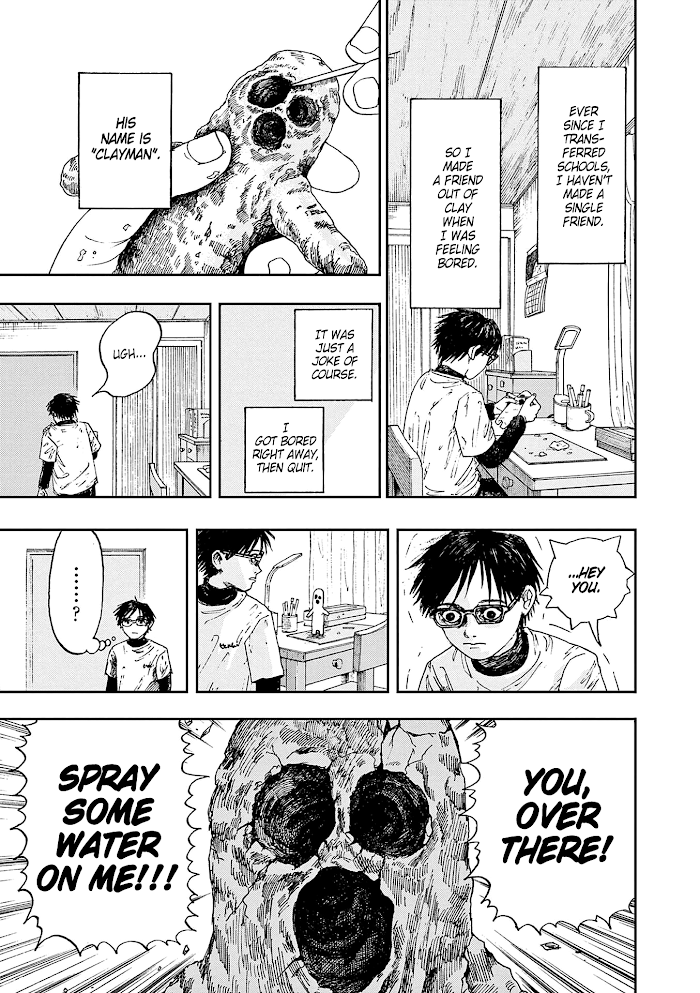 EVER
SINCE I
TRANS-
FERRED
SCHOOLS,
I HAVEN'T
MADE A
SINGLE
FRIEND.
SO I
MADE
A FRIEND
OUT OF
CLAY
WHEN
I WAS
FEELING
BORED.
HIS
NAME IS
"CLAYMAN".
IT WAS
JUST A
JOKE OF
COURSE.
I
GOT BORED
RIGHT AWAY,
THEN QUIT.
UGH...
...HEY
YOU.
......?
YOU,
OVER
THERE!
SPRAY
SOME
WATER
ON ME!!!